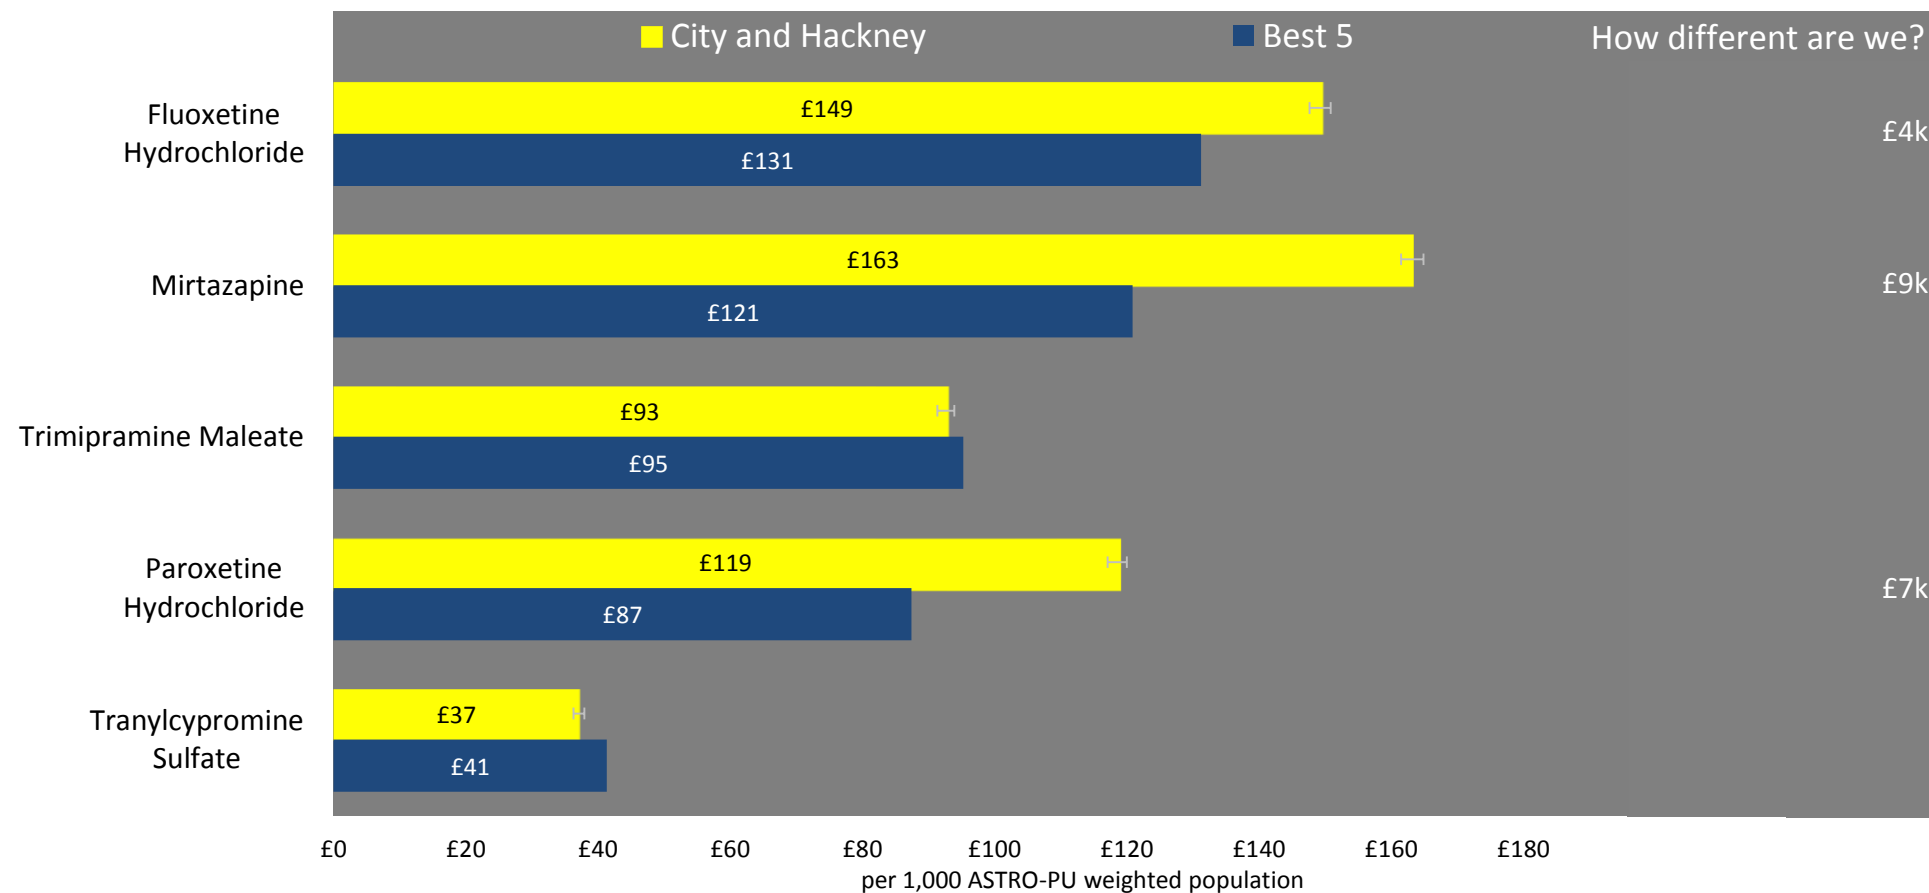 City and Hackney Best 5 How different are we?
Fluoxetine
Hydrochloride
£149
£131
£4k
Mirtazapine
£163
£121
£9k
Trimipramine Maleate
£93
£95
Paroxetine
Hydrochloride
£119
£87
£7k
Tranylcypromine
Sulfate
£37
£41
£0 £20 £40 £60 £80 £100 £120 £140 £160 £180
per 1,000 ASTRO-PU weighted population